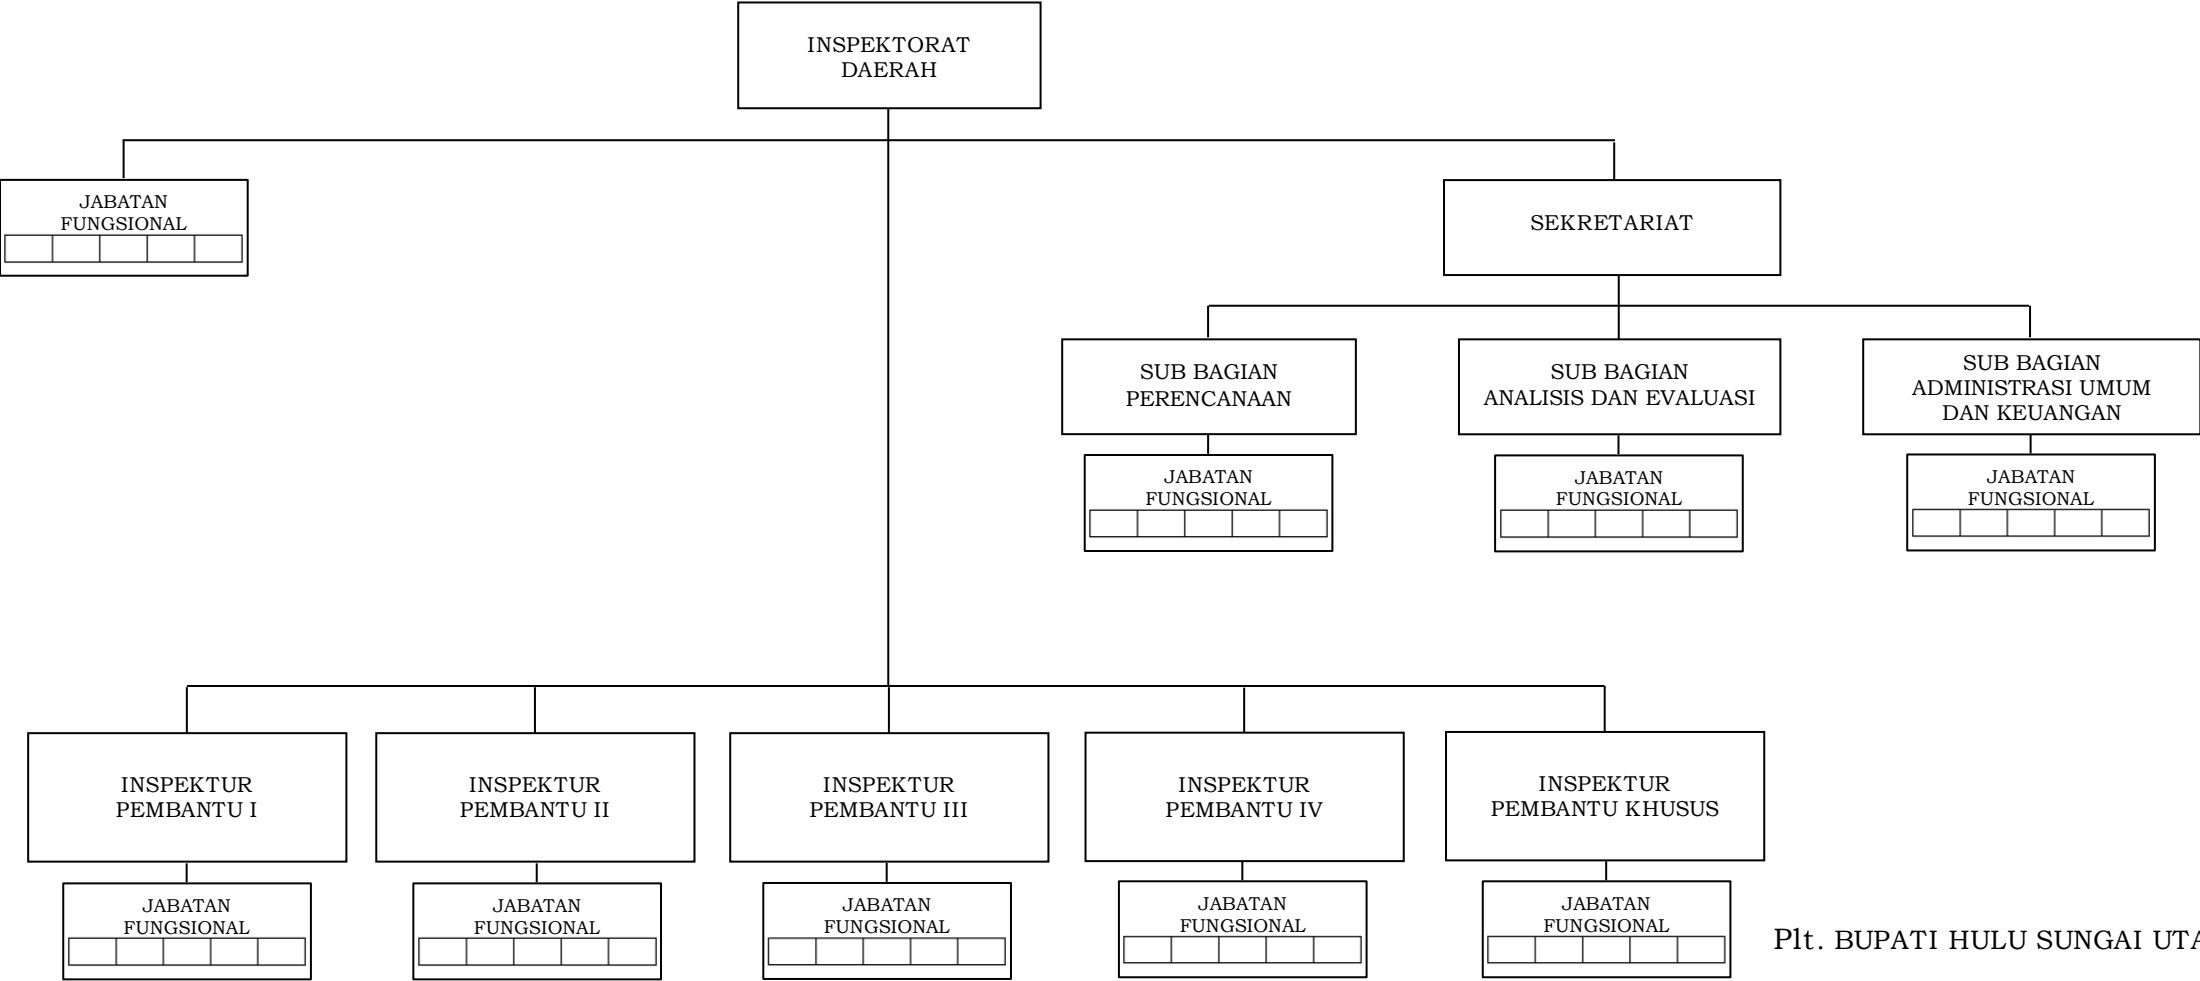 INSPEKTORAT
DAERAH
JABATAN
FUNGSIONAL
SEKRETARIAT
SUB BAGIAN
PERENCANAAN
SUB BAGIAN
ANALISIS DAN EVALUASI
SUB BAGIAN
ADMINISTRASI UMUM
DAN KEUANGAN
JABATAN
FUNGSIONAL
JABATAN
FUNGSIONAL
JABATAN
FUNGSIONAL
INSPEKTUR
PEMBANTU I
INSPEKTUR
PEMBANTU II
INSPEKTUR
PEMBANTU III
INSPEKTUR
PEMBANTU IV
INSPEKTUR
PEMBANTU KHUSUS
JABATAN
FUNGSIONAL
JABATAN
FUNGSIONAL
JABATAN
FUNGSIONAL
JABATAN
FUNGSIONAL
JABATAN
FUNGSIONAL
Plt. BUPATI HULU SUNGAI UTA